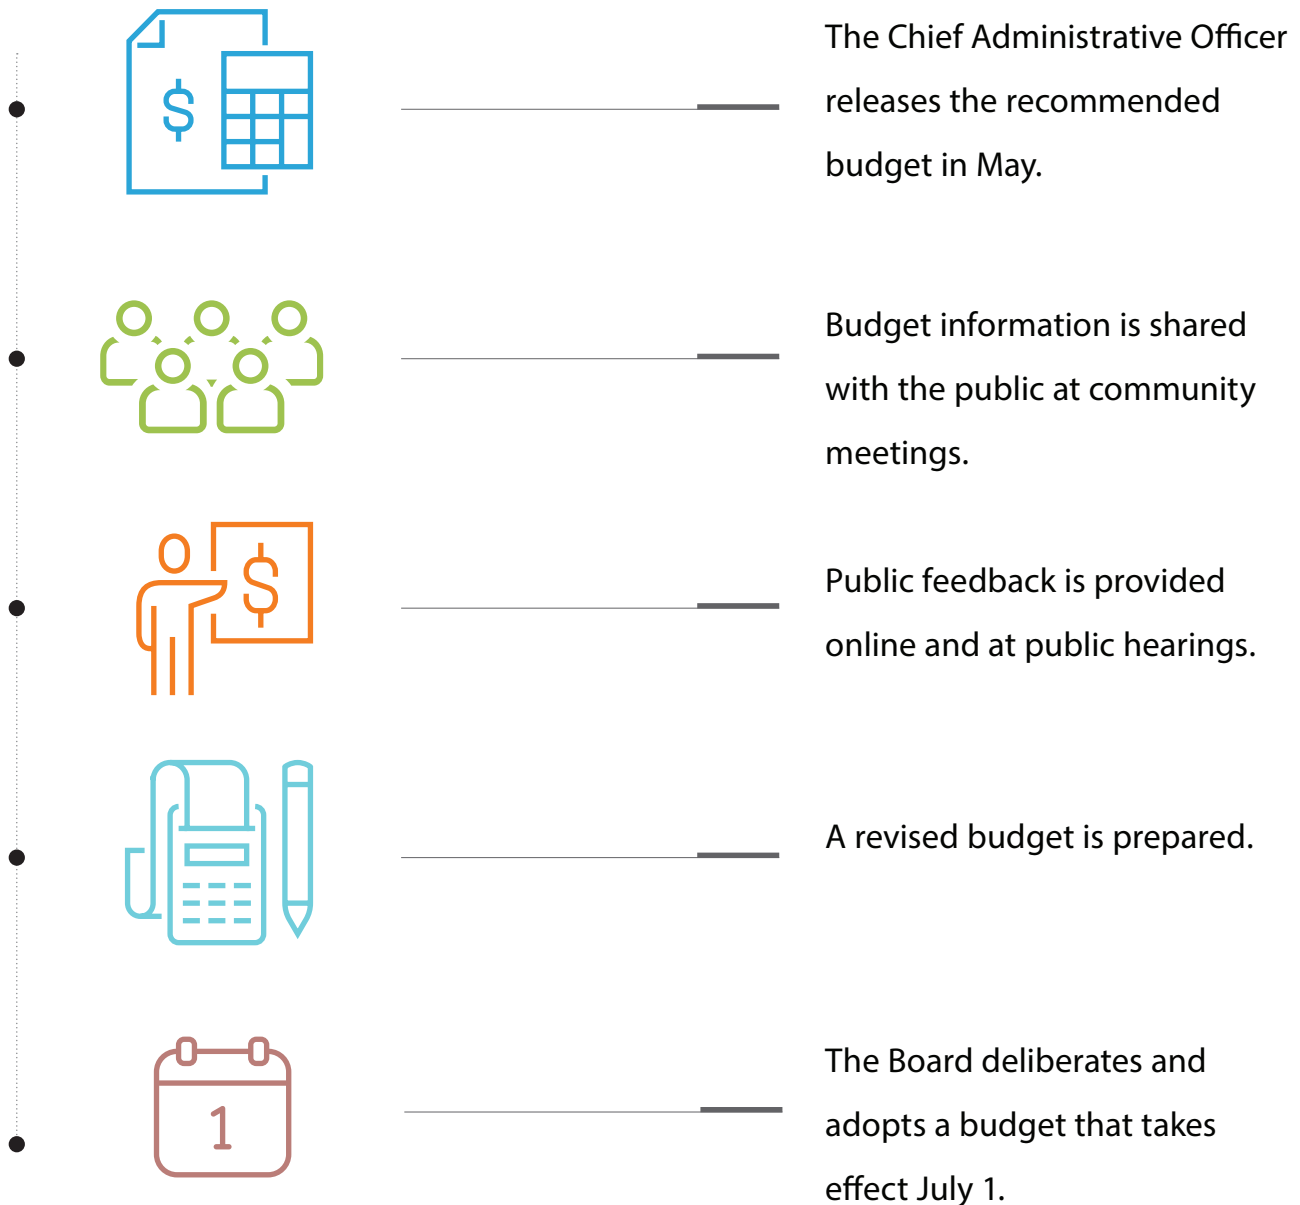 $
The Chief Administrative Officer
releases the recommended
budget in May.
Budget information is shared
with the public at community
meetings.
$
Public feedback is provided
online and at public hearings.
A revised budget is prepared.
1
The Board deliberates and
adopts a budget that takes
effect July 1.